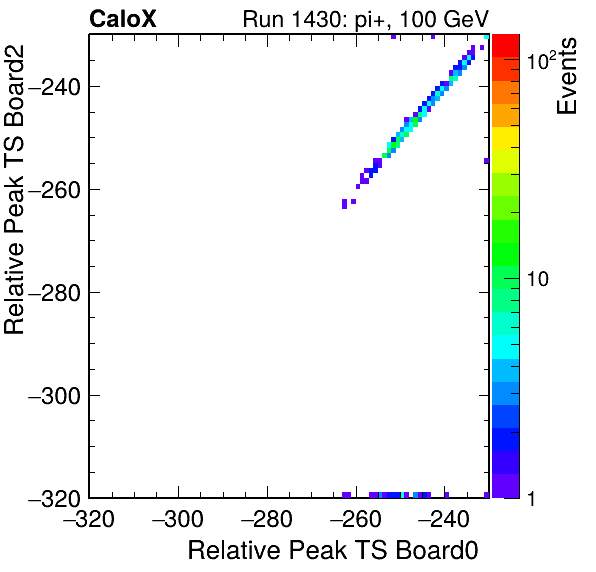 CaloX Run 1430: pi+, 100 GeV
Relative Peak TS Board2
−240
−260
−280
−300
−320
−320 −300 −280 −260 −240
Relative Peak TS Board0
10²
10
1
Events